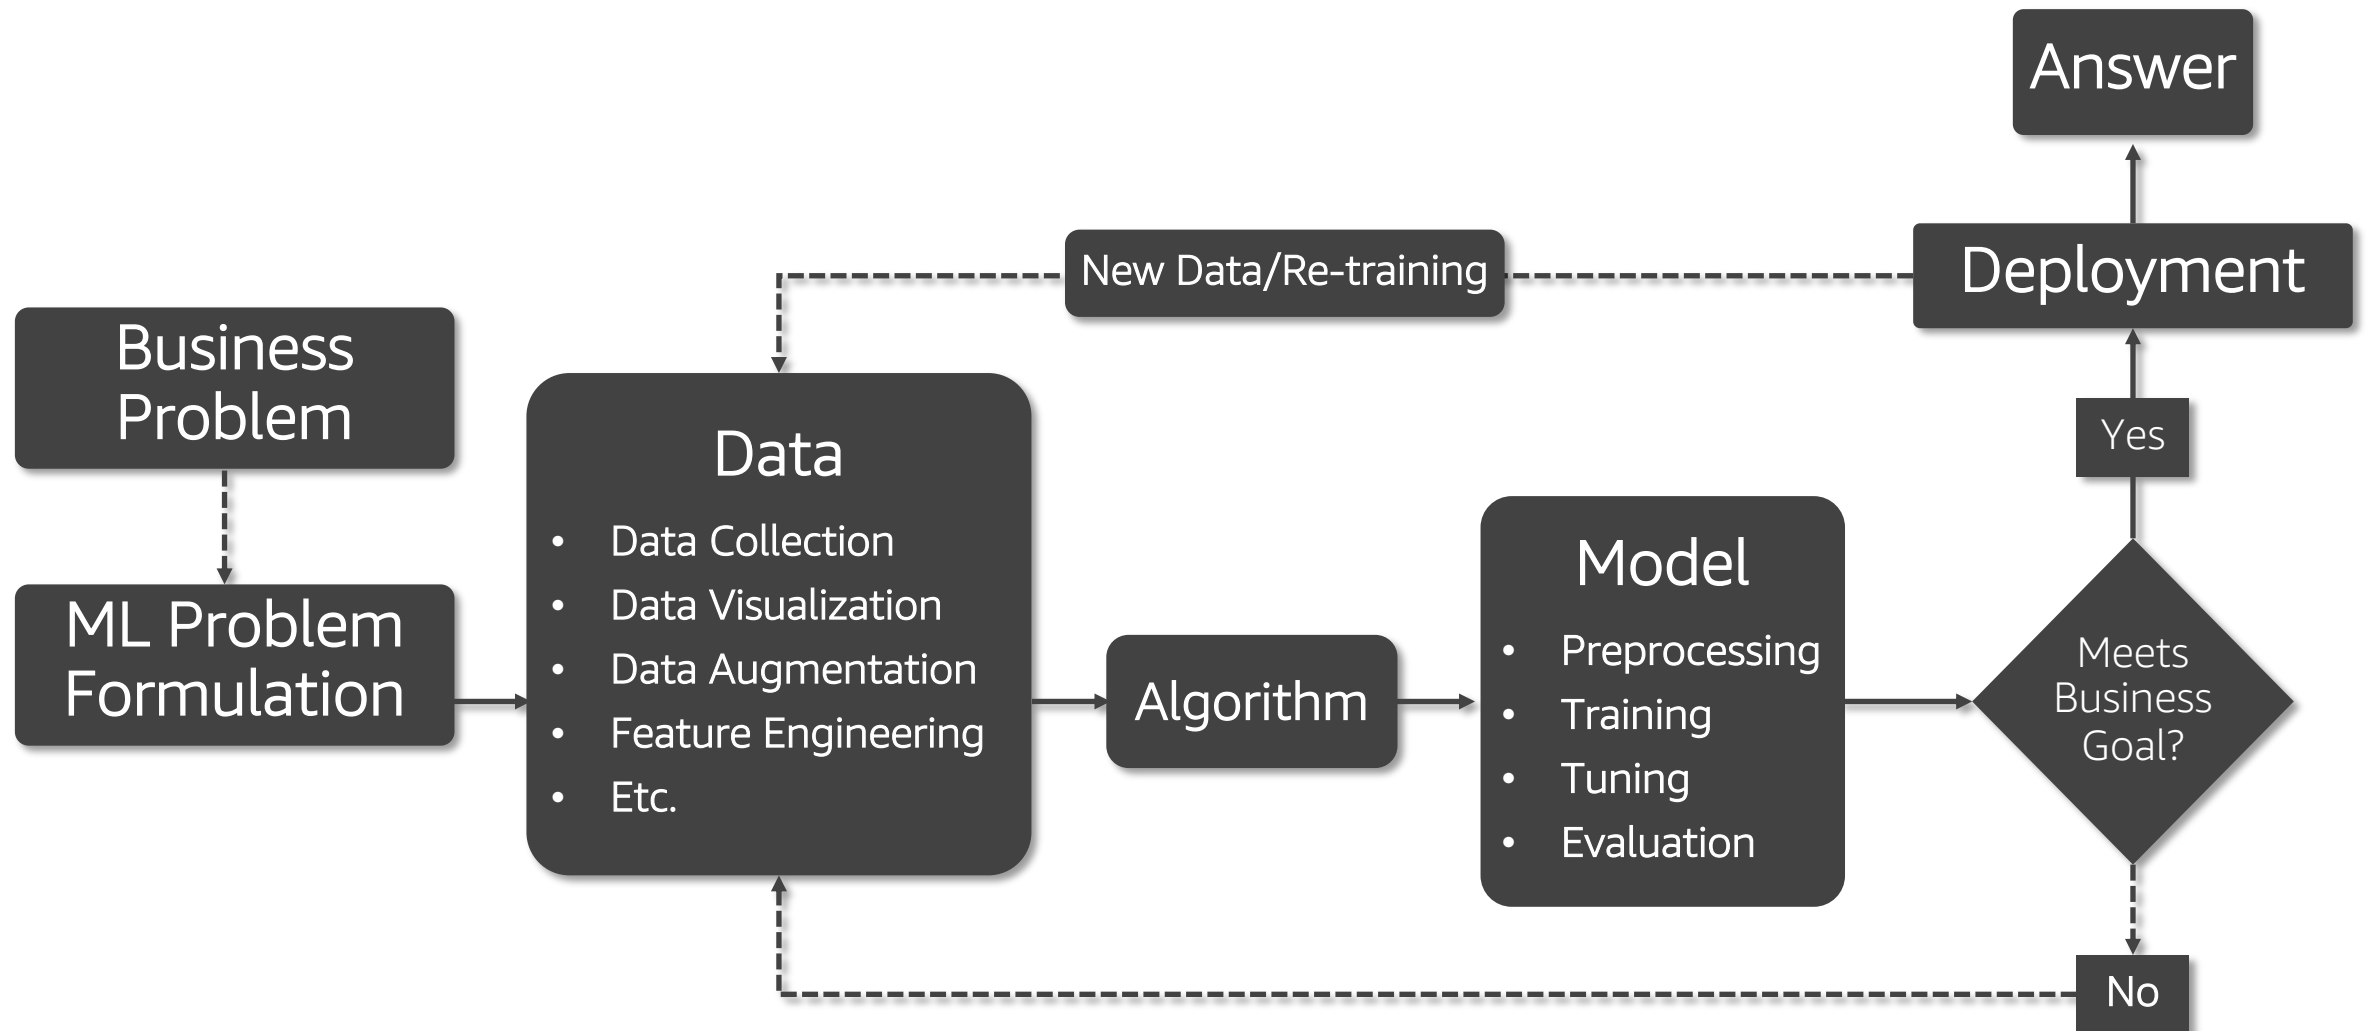 Business
Problem
ML Problem
Formulation
Data
• Data Collection
• Data Visualization
• Data Augmentation
• Feature Engineering
• Etc.
Algorithm
Model
• Preprocessing
• Training
• Tuning
• Evaluation
Meets
Business
Goal?
Yes
No
Deployment
New Data/Re-training
Answer